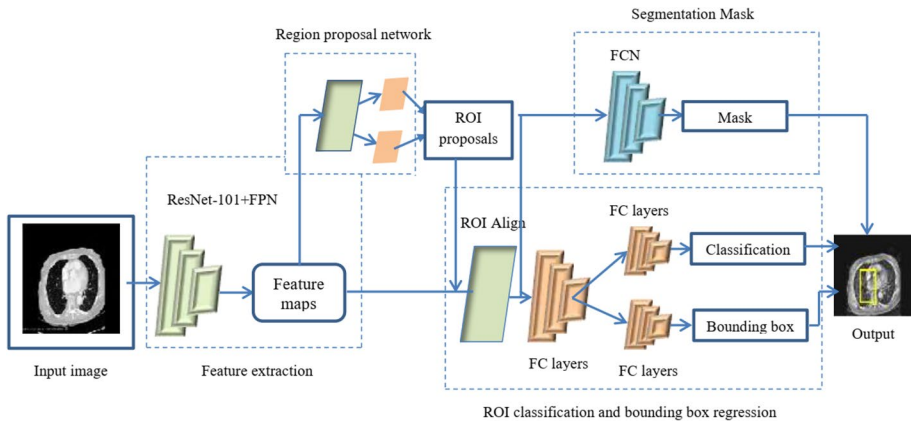 Segmentation Mask
Region proposal network
FCN
ROI
proposals
Mask
ResNet-101+FPN
ROI Align
FC layers
Classification
Feature
maps
Bounding box
Output
FC layers
FC layers
Input image
Feature extraction
ROI classification and bounding box regression